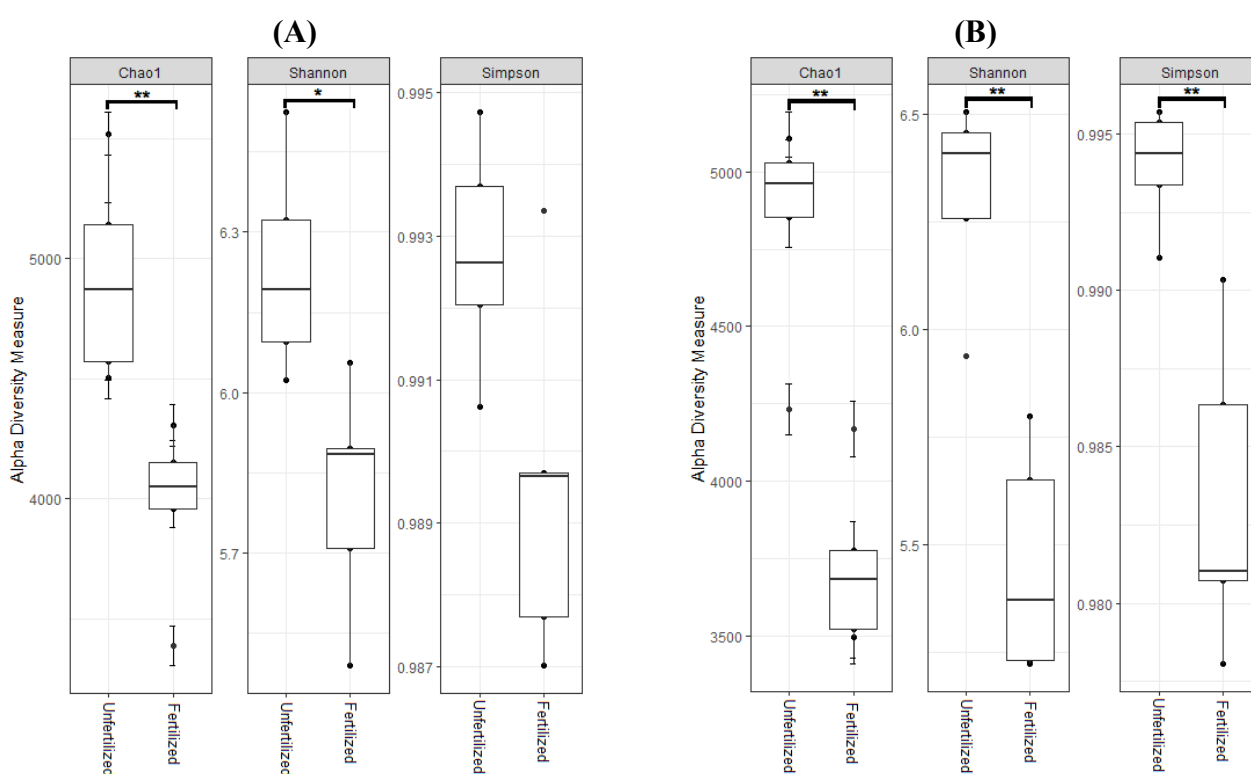 (A)
Chao1
Shannon
Simpson
**
*
0.995
0.993
0.991
0.989
0.987
6.3
6.0
5.7
5000
4000
Alpha Diversity Measure
Unfertilized
Fertilized
Unfertilized
Fertilized
Unfertilized
Fertilized
(B)
Chao1
Shannon
Simpson
**
**
**
5000
4500
4000
3500
6.5
6.0
5.5
0.995
0.990
0.985
0.980
Alpha Diversity Measure
Unfertilized
Fertilized
Unfertilized
Fertilized
Unfertilized
Fertilized